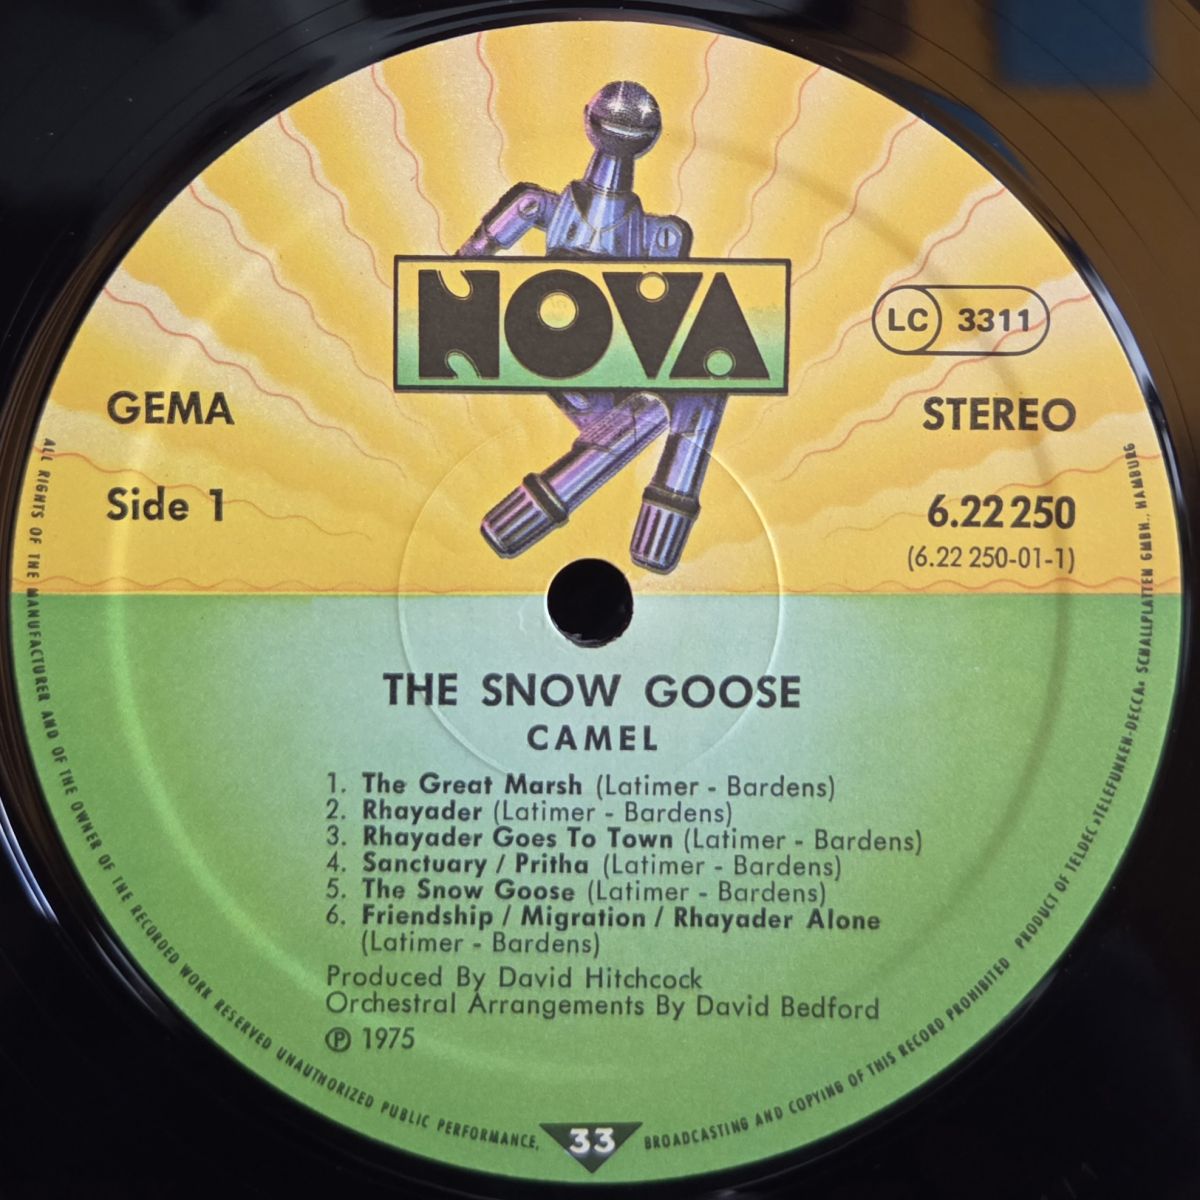 NOVA
LC 3311
GEMA
STEREO
Side 1
6.22 250
(6.22 250-01-1)
THE SNOW GOOSE
CAMEL
1. The Great Marsh (Latimer - Bardens)
2. Rhayader (Latimer - Bardens)
3. Rhayader Goes To Town (Latimer - Bardens)
4. Sanctuary / Pritha (Latimer - Bardens)
5. The Snow Goose (Latimer - Bardens)
6. Friendship / Migration / Rhayader Alone
(Latimer - Bardens)
Produced By David Hitchcock
Orchestral Arrangements By David Bedford
℗ 1975
ALL RIGHTS OF THE MANUFACTURER AND OF THE OWNER OF THE RECORDED WORK RESERVED UNAUTHORIZED PUBLIC PERFORMANCE, BROADCASTING AND COPYING OF THIS RECORD PROHIBITED PRODUCT OF TELDEC »TELEFUNKEN-DECCA« SCHALLPLATTEN GMBH., HAMBURG
33